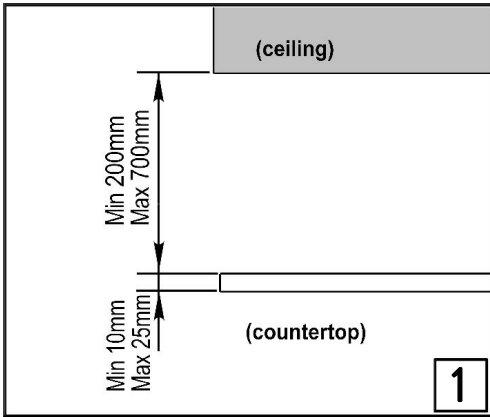 (ceiling)
Min 200mm
Max 700mm
Min 10mm
Max 25mm
(countertop)
1